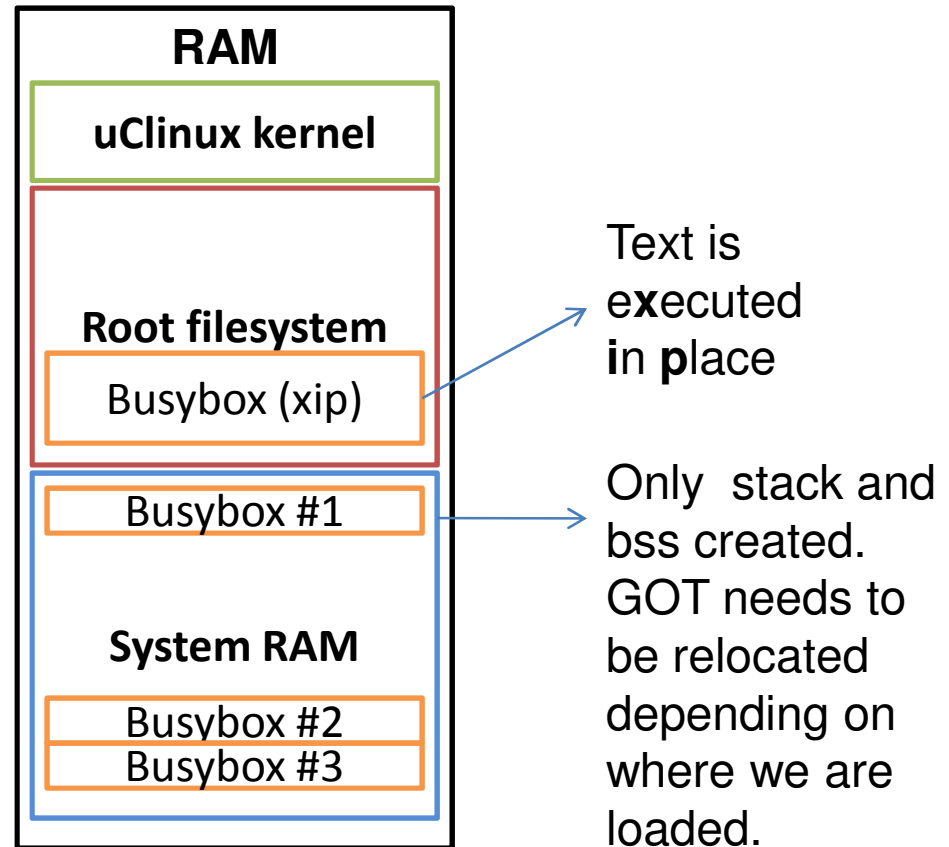 RAM
uClinux kernel
Root filesystem
Busybox (xip)
Busybox #1
System RAM
Busybox #2
Busybox #3
Text is
executed
in place
Only stack and
bss created.
GOT needs to
be relocated
depending on
where we are
loaded.